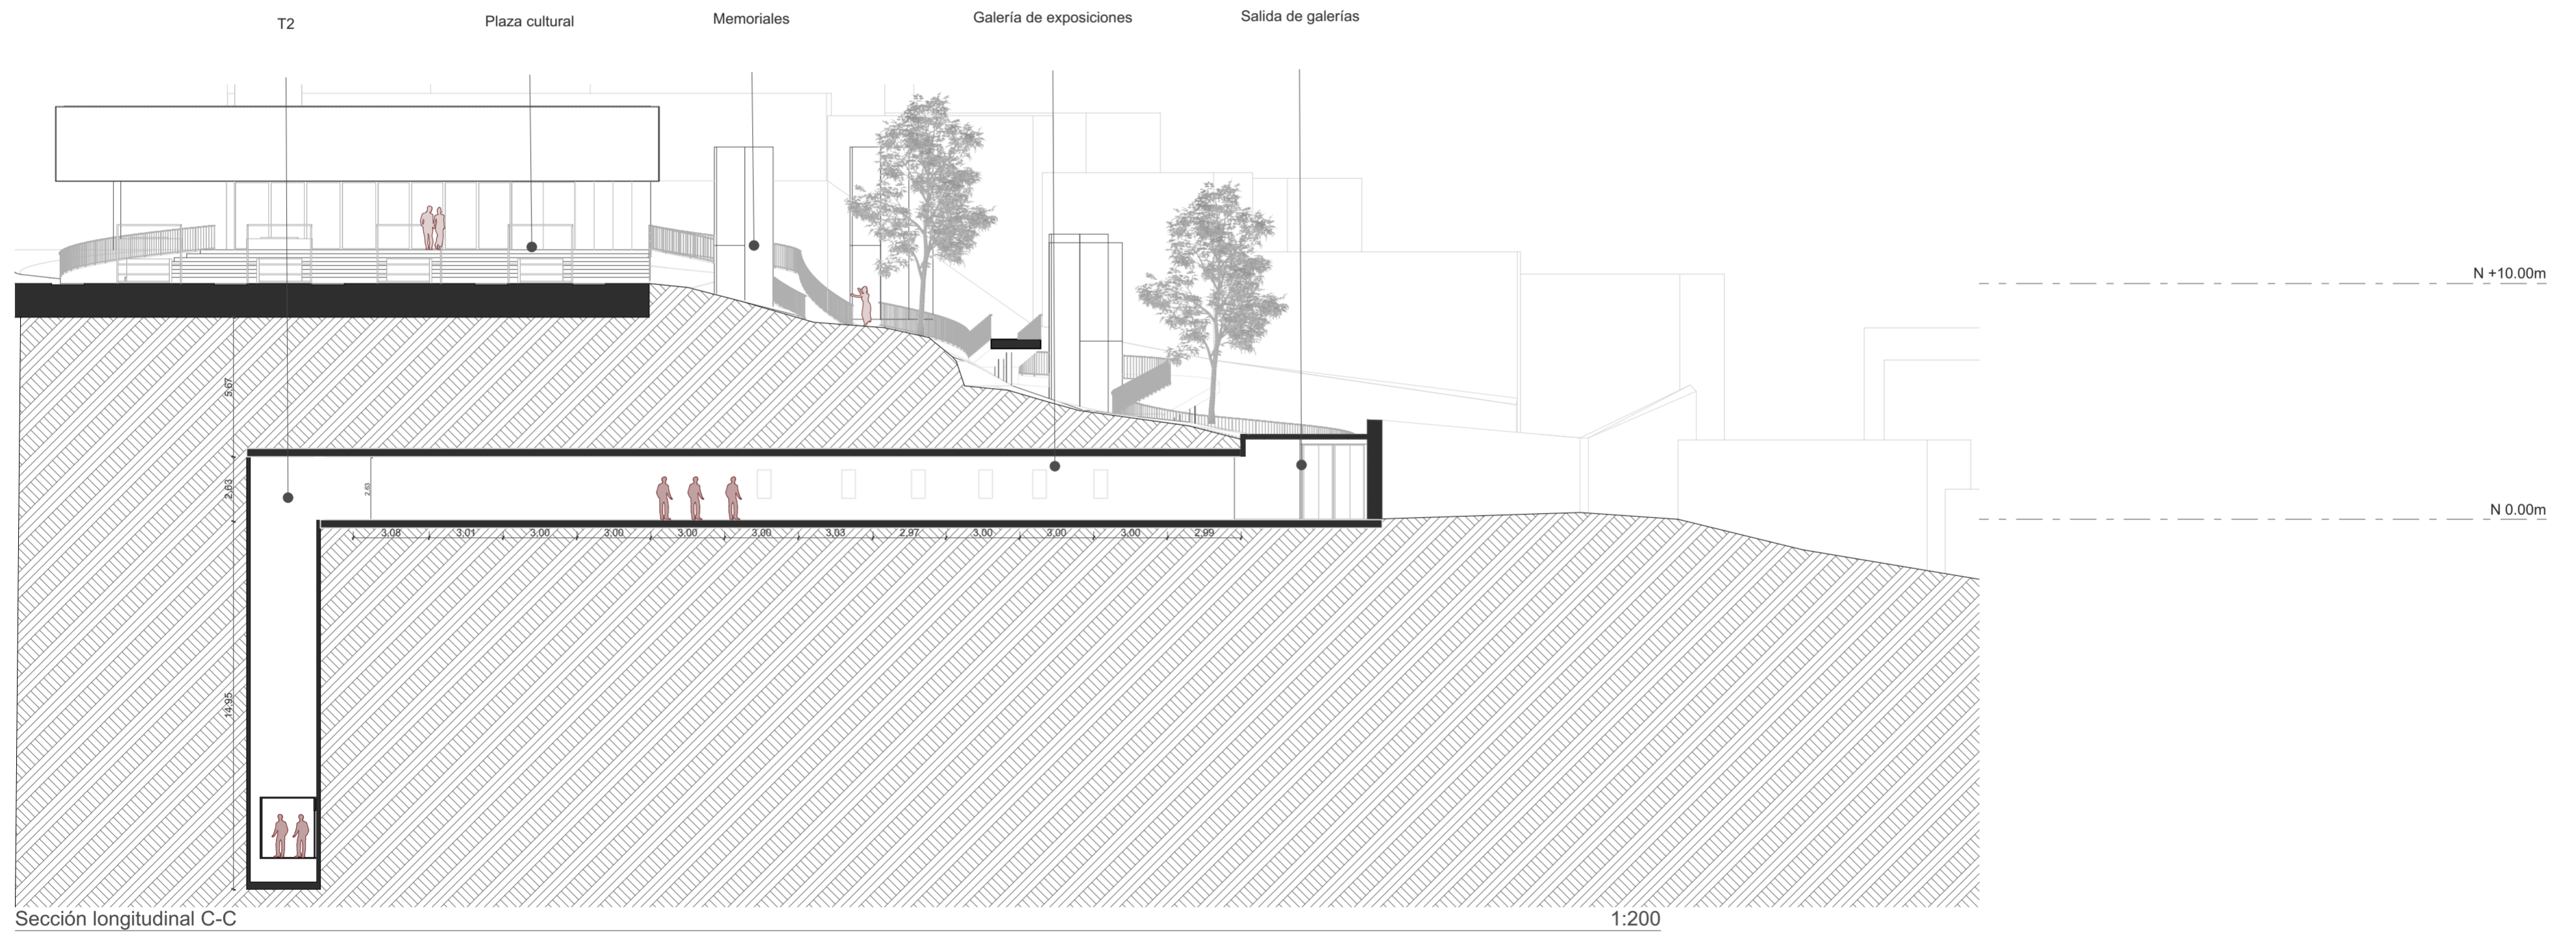 T2
Plaza cultural
Memoriales
Galería de exposiciones
Salida de galerías
N +10.00m
5,67
2,63
2,63
N 0.00m
3,08 3,01 3,00 3,00 3,00 3,00 3,03 2,97 3,00 3,00 3,00 2,99
14,95
Sección longitudinal C-C
1:200